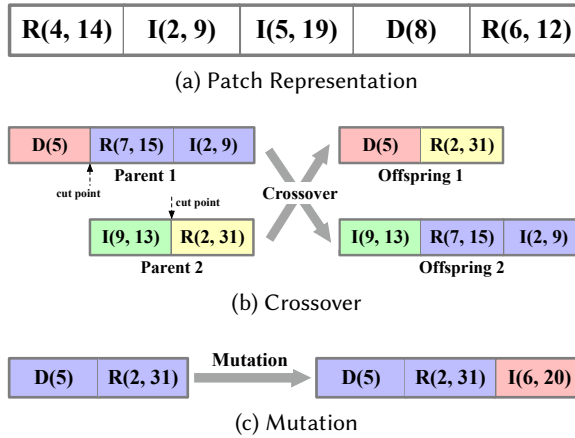 R(4, 14) I(2, 9) I(5, 19) D(8) R(6, 12)
(a) Patch Representation
D(5) R(7, 15) I(2, 9)
Parent 1
cut point
cut point
I(9, 13) R(2, 31)
Parent 2
Crossover
D(5) R(2, 31)
Offspring 1
I(9, 13) R(7, 15) I(2, 9)
Offspring 2
(b) Crossover
D(5) R(2, 31)
Mutation
D(5) R(2, 31) I(6, 20)
(c) Mutation